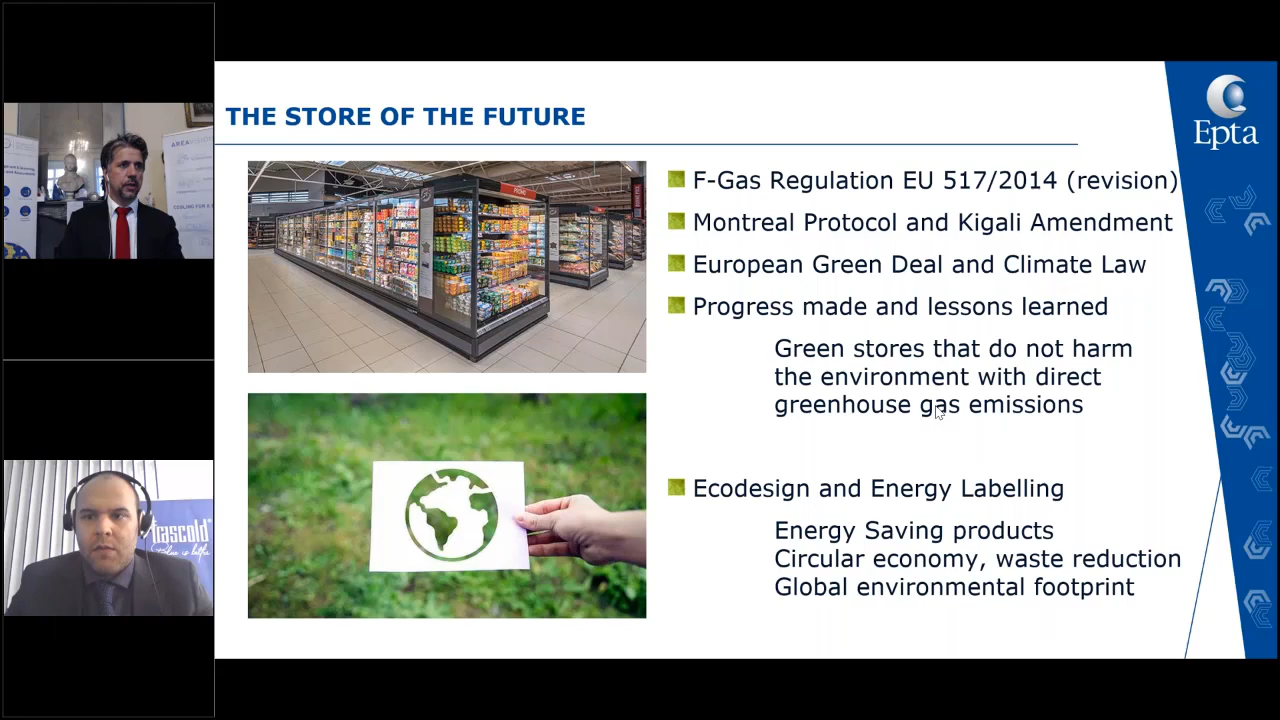 THE STORE OF THE FUTURE
Epta
F-Gas Regulation EU 517/2014 (revision)
Montreal Protocol and Kigali Amendment
European Green Deal and Climate Law
Progress made and lessons learned
Green stores that do not harm
the environment with direct
greenhouse gas emissions
Ecodesign and Energy Labelling
Energy Saving products
Circular economy, waste reduction
Global environmental footprint
AREA
frascold